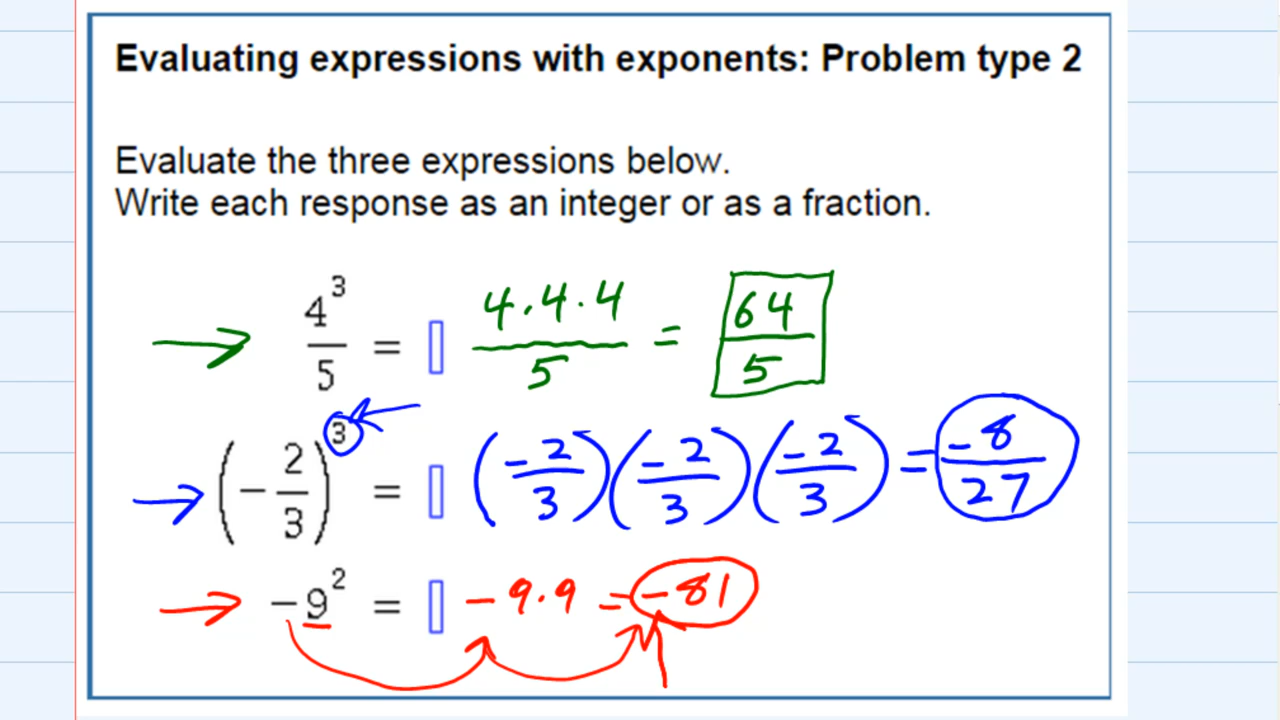 Evaluating expressions with exponents: Problem type 2
Evaluate the three expressions below.
Write each response as an integer or as a fraction.
4^3/5 = ▯ 4·4·4/5 = 64/5
(-2/3)^3 = ▯ (-2/3)(-2/3)(-2/3) = -8/27
-9^2 = ▯ -9·9 = -81